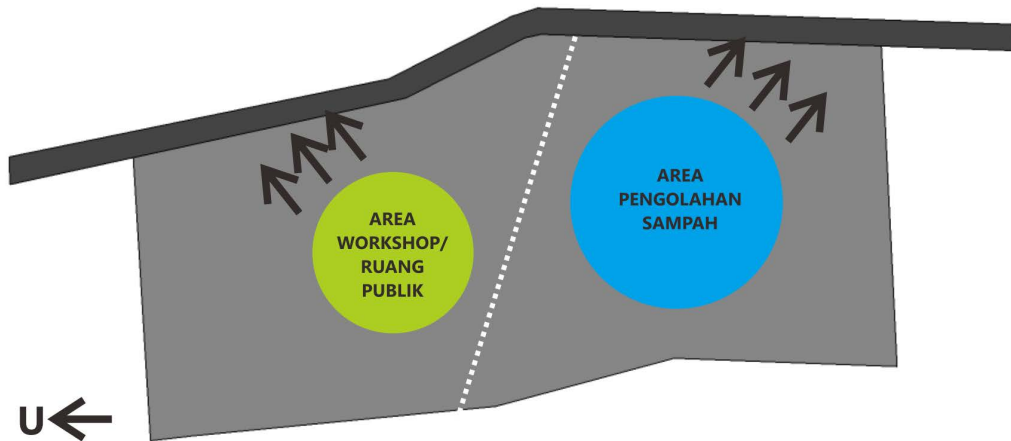 AREA
PENGOLAHAN
SAMPAH
AREA
WORKSHOP/
RUANG
PUBLIK
U